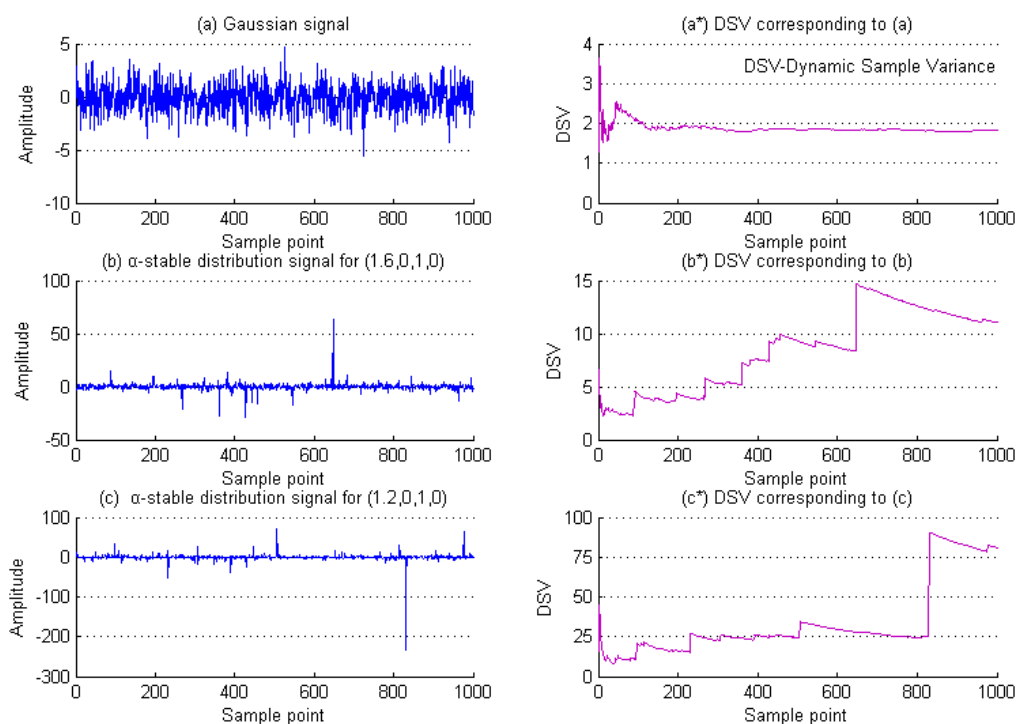 (a) Gaussian signal
5
0
-5
-10
Amplitude
0 200 400 600 800 1000
Sample point
(a*) DSV corresponding to (a)
DSV-Dynamic Sample Variance
4
3
2
1
0
DSV
0 200 400 600 800 1000
Sample point
(b) α-stable distribution signal for (1.6,0,1,0)
100
50
0
-50
Amplitude
0 200 400 600 800 1000
Sample point
(b*) DSV corresponding to (b)
15
10
5
0
DSV
0 200 400 600 800 1000
Sample point
(c) α-stable distribution signal for (1.2,0,1,0)
100
0
-100
-200
-300
Amplitude
0 200 400 600 800 1000
Sample point
(c*) DSV corresponding to (c)
100
75
50
25
0
DSV
0 200 400 600 800 1000
Sample point